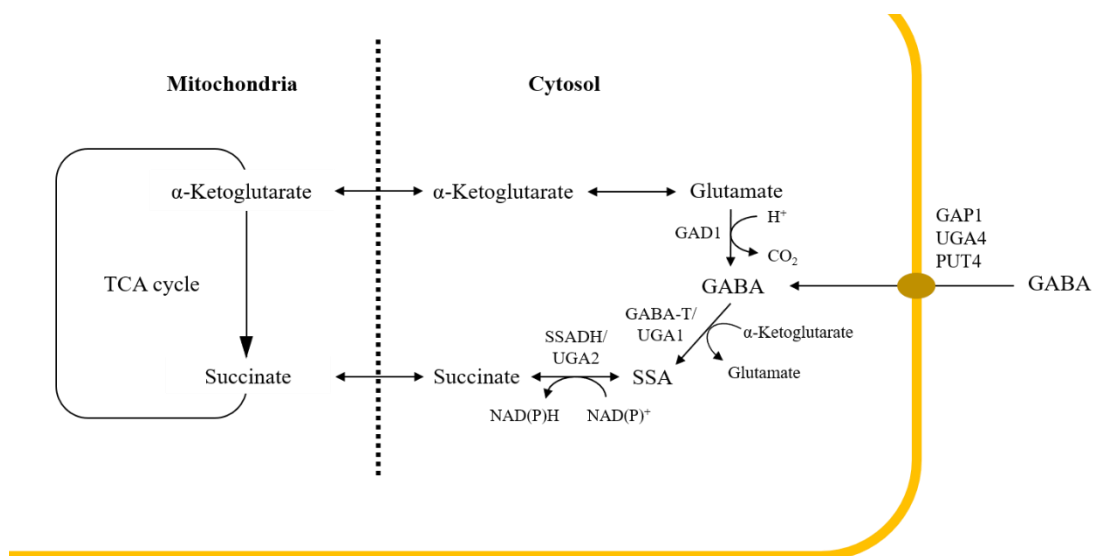 Mitochondria
Cytosol
α-Ketoglutarate
α-Ketoglutarate
Glutamate
GAD1
H⁺
CO₂
GAP1
UGA4
PUT4
TCA cycle
GABA
GABA
GABA-T/
UGA1
α-Ketoglutarate
Glutamate
SSADH/
UGA2
Succinate
Succinate
SSA
NAD(P)H
NAD(P)⁺